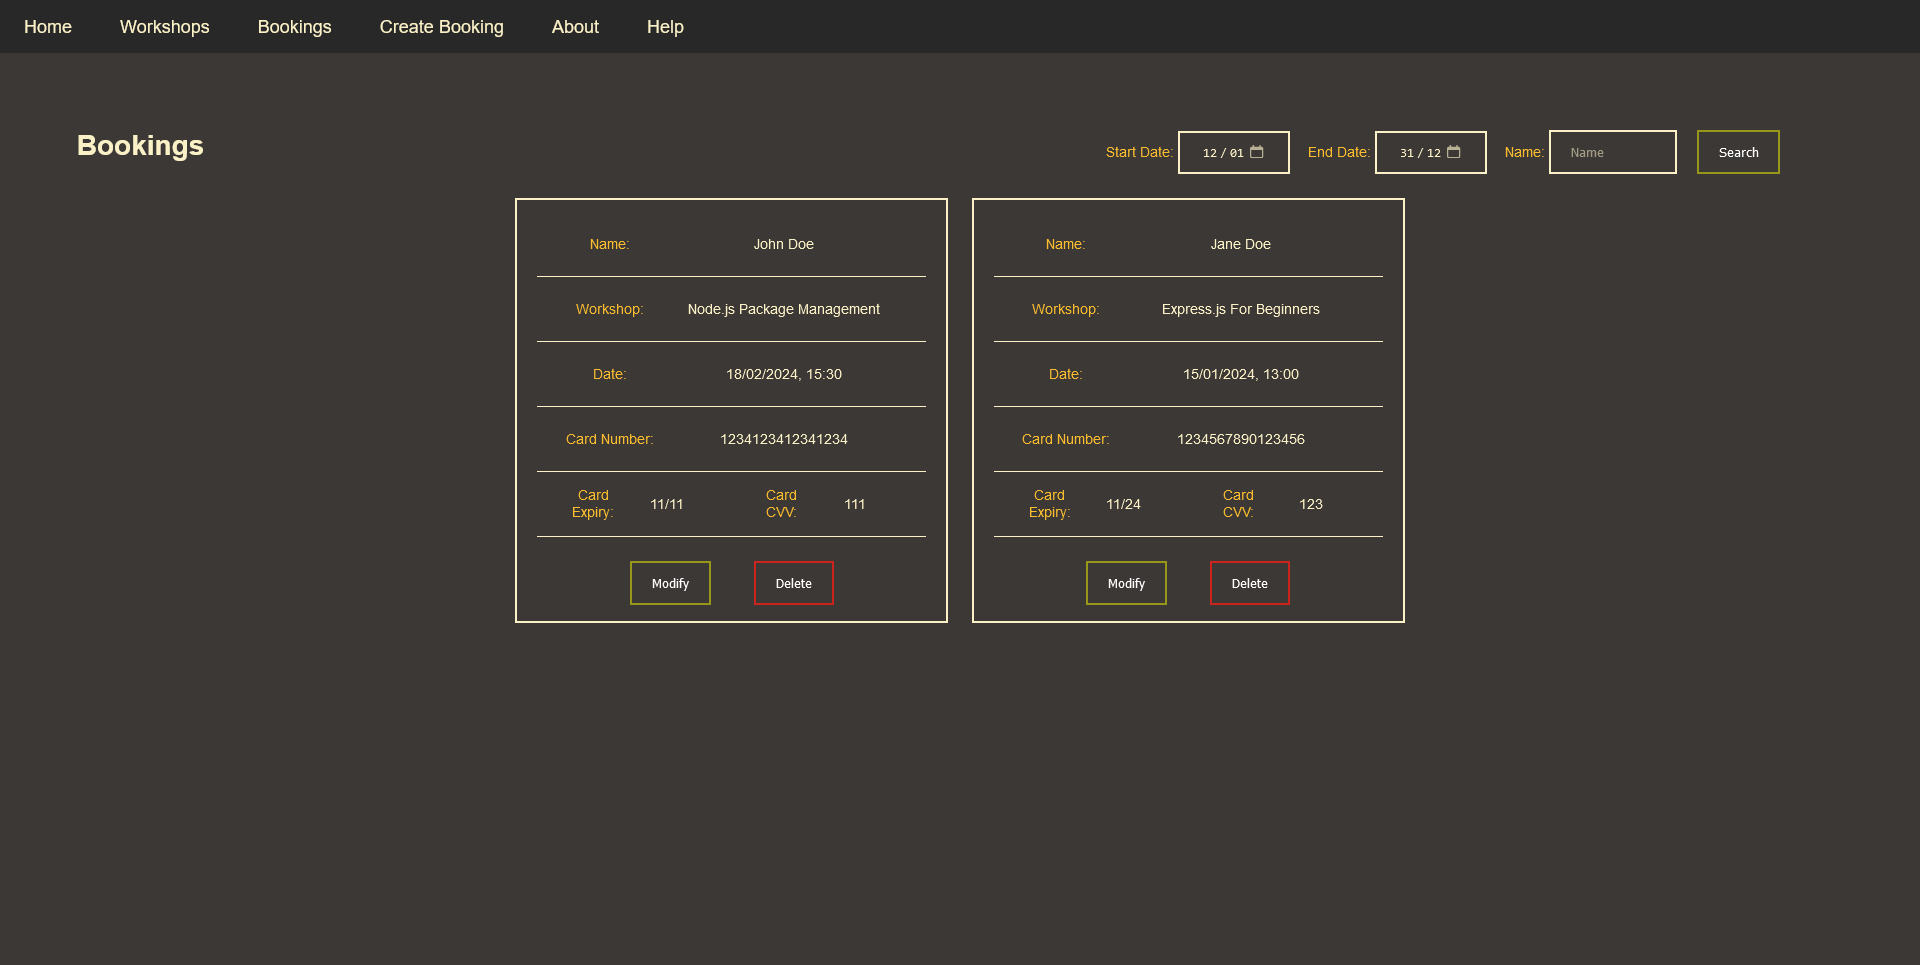 Home Workshops Bookings Create Booking About Help
Bookings
Start Date: 12 / 01 End Date: 31 / 12 Name: Name Search
Name: John Doe
Workshop: Node.js Package Management
Date: 18/02/2024, 15:30
Card Number: 1234123412341234
Card Expiry: 11/11 Card CVV: 111
Modify Delete
Name: Jane Doe
Workshop: Express.js For Beginners
Date: 15/01/2024, 13:00
Card Number: 1234567890123456
Card Expiry: 11/24 Card CVV: 123
Modify Delete